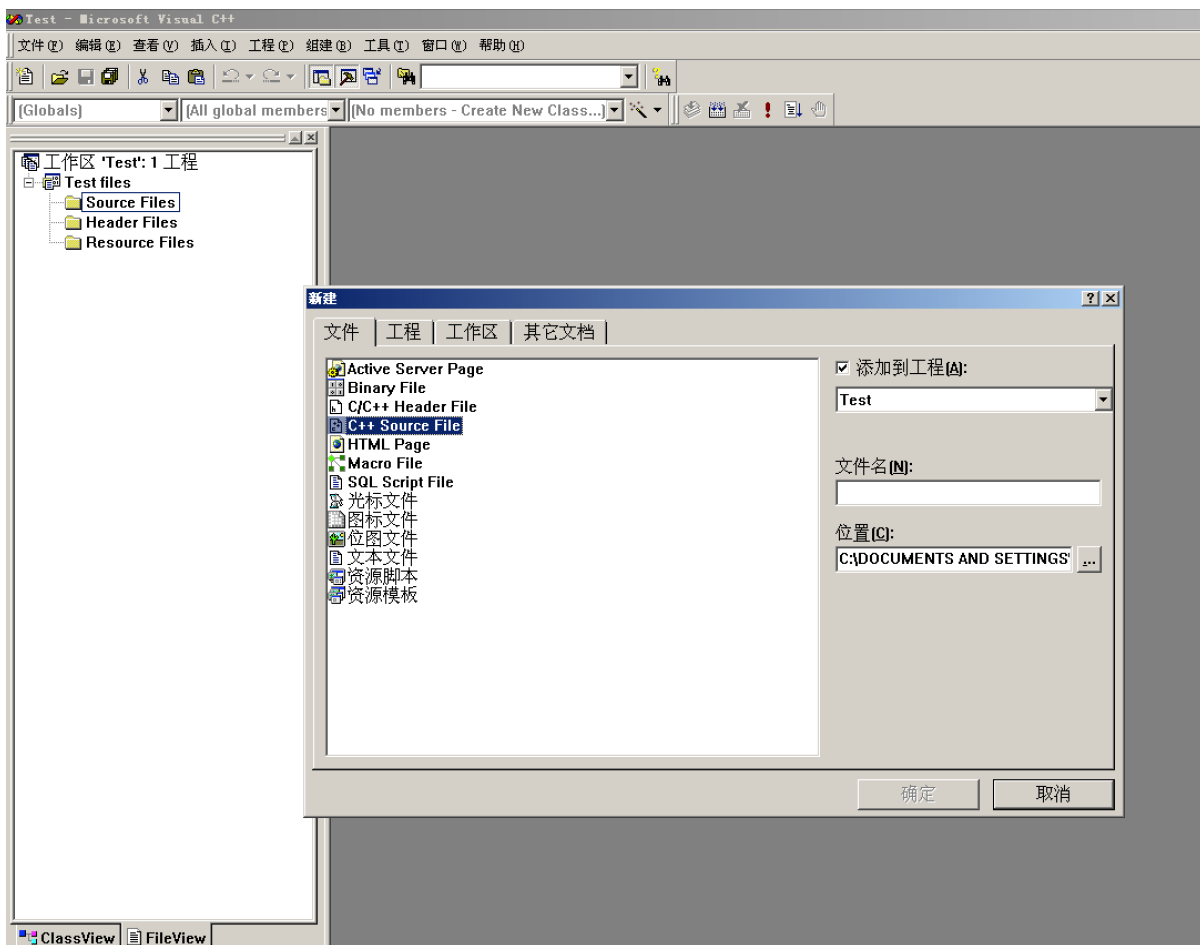 Test - Microsoft Visual C++
文件(F) 编辑(E) 查看(V) 插入(I) 工程(P) 组建(B) 工具(T) 窗口(W) 帮助(H)
(Globals) (All global members (No members - Create New Class...)
工作区 'Test': 1 工程
Test files
Source Files
Header Files
Resource Files
新建
文件 工程 工作区 其它文档
Active Server Page
Binary File
C/C++ Header File
C++ Source File
HTML Page
Macro File
SQL Script File
光标文件
图标文件
位图文件
文本文件
资源脚本
资源模板
添加到工程(A):
Test
文件名(N):
位置(C):
C:\DOCUMENTS AND SETTINGS\ ...
确定 取消
ClassView FileView